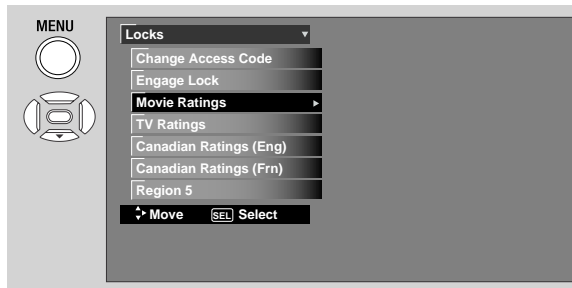 MENU
Locks
Change Access Code
Engage Lock
Movie Ratings
TV Ratings
Canadian Ratings (Eng)
Canadian Ratings (Frn)
Region 5
Move SEL Select